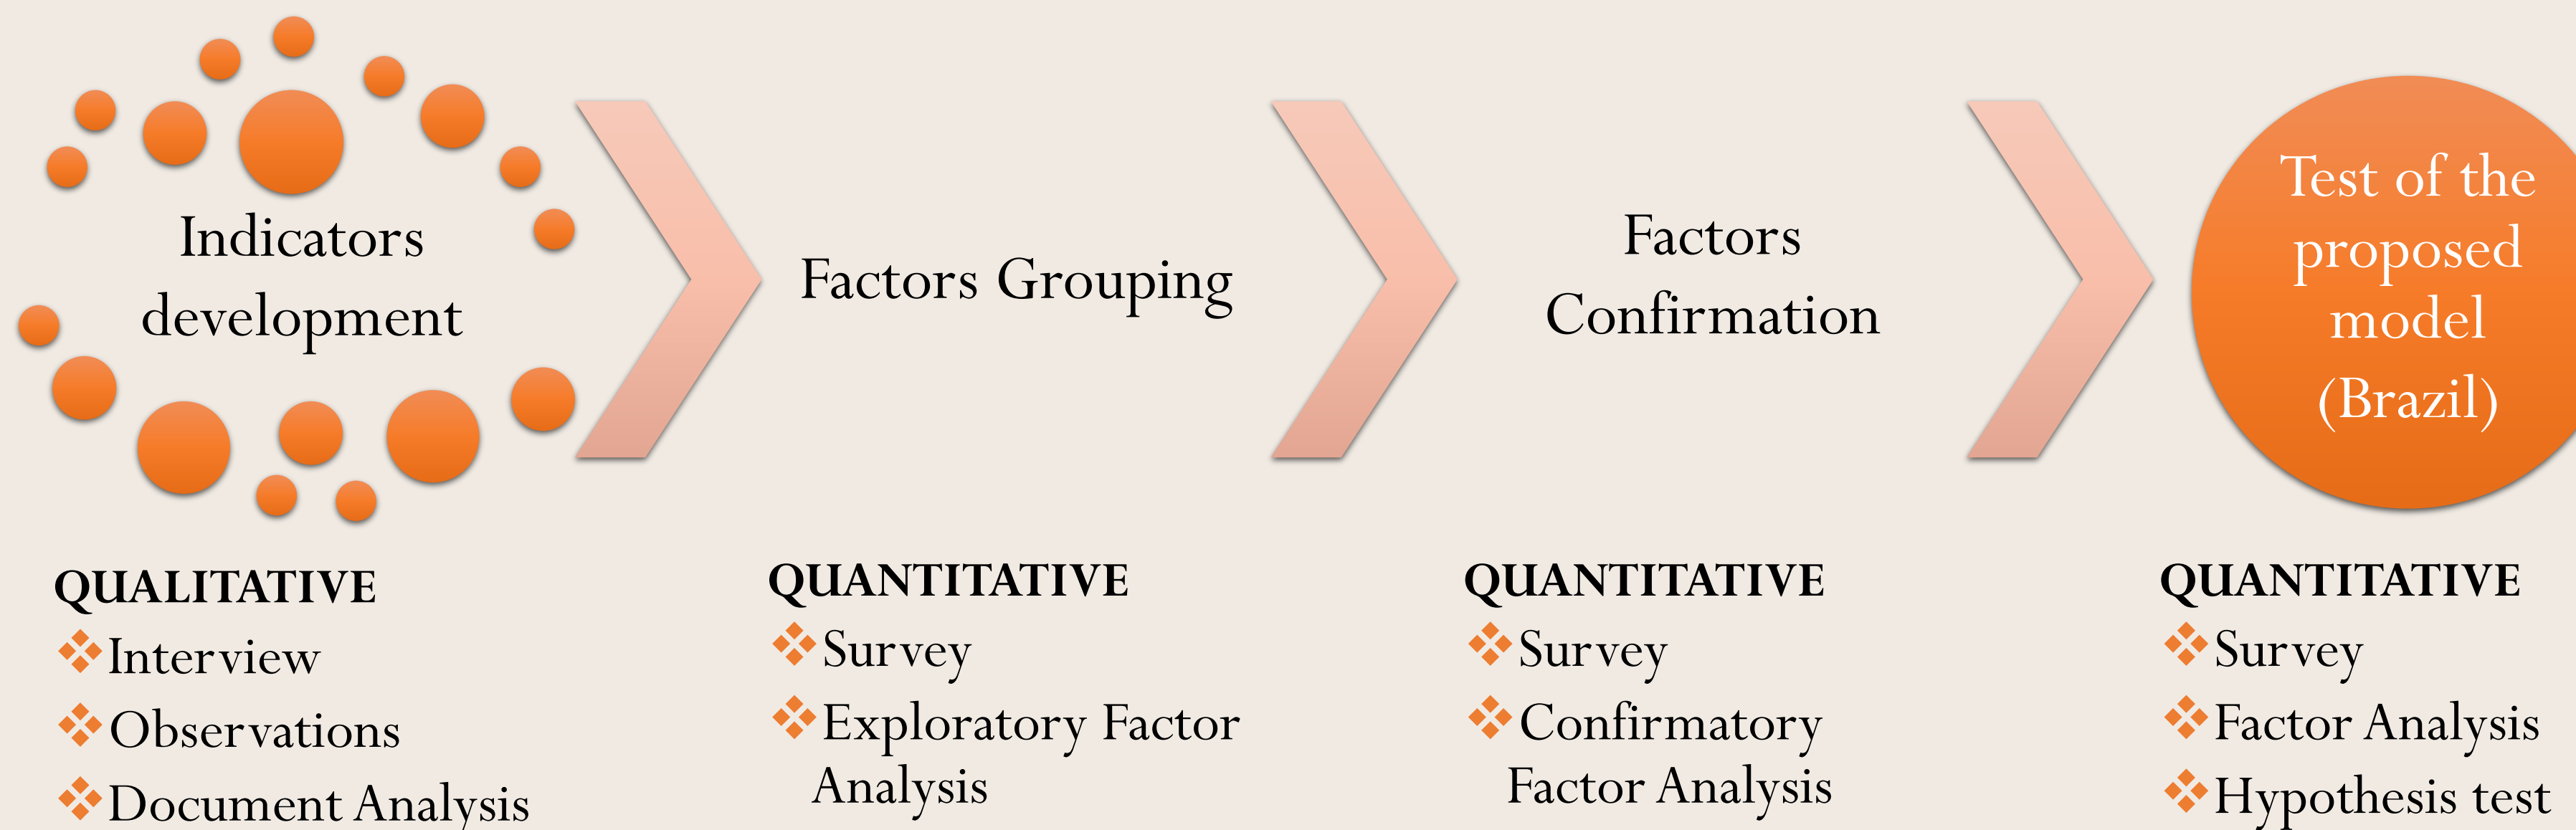 Indicators
development
Factors Grouping
Factors
Confirmation
Test of the
proposed
model
(Brazil)
QUALITATIVE
Interview
Observations
Document Analysis
QUANTITATIVE
Survey
Exploratory Factor
Analysis
QUANTITATIVE
Survey
Confirmatory
Factor Analysis
QUANTITATIVE
Survey
Factor Analysis
Hypothesis test